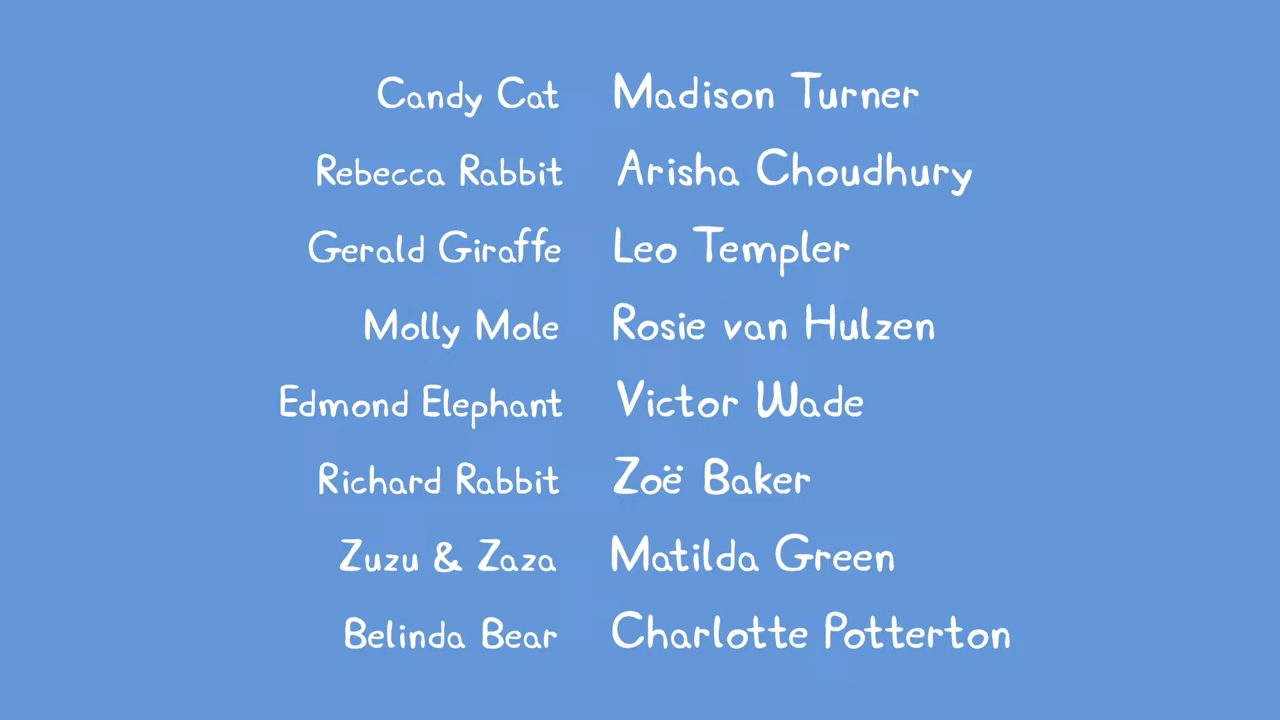 Candy Cat Madison Turner
Rebecca Rabbit Arisha Choudhury
Gerald Giraffe Leo Templer
Molly Mole Rosie van Hulzen
Edmond Elephant Victor Wade
Richard Rabbit Zoë Baker
Zuzu & Zaza Matilda Green
Belinda Bear Charlotte Potterton